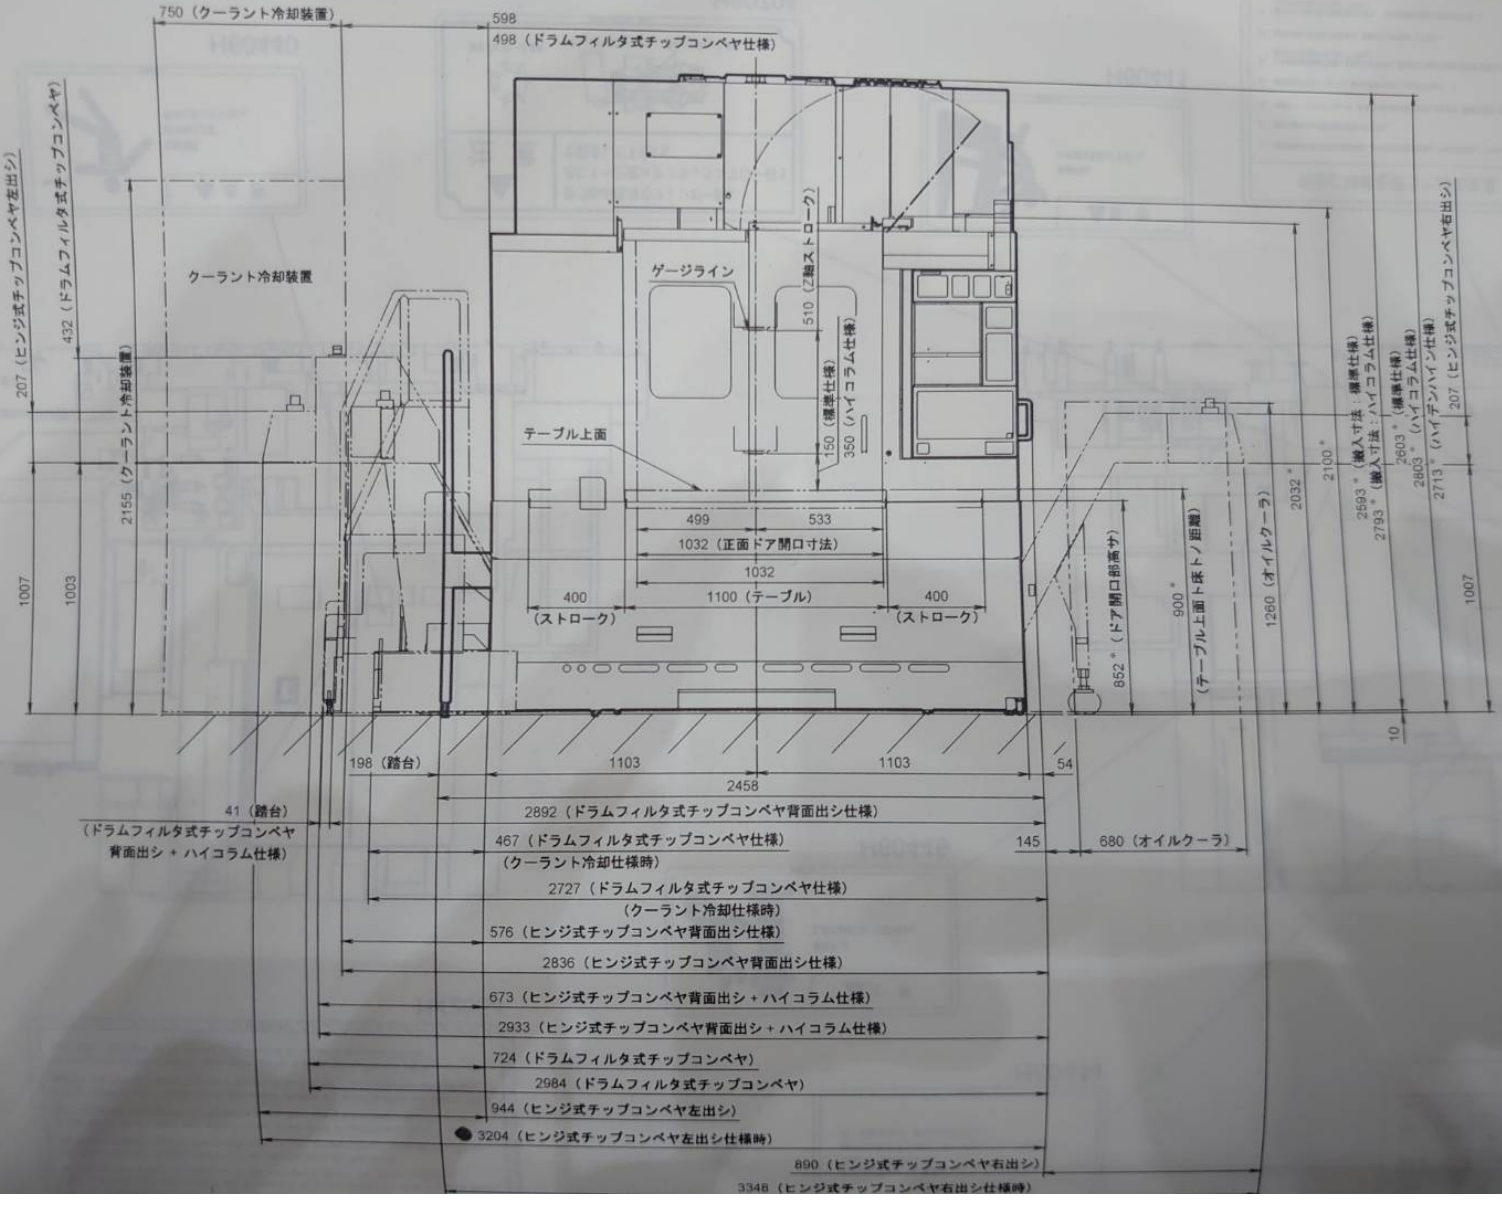 750（クーラント冷却装置）
598
498（ドラムフィルタ式チップコンベヤ仕様）
207（ヒンジ式チップコンベヤ左出シ）
432（ドラムフィルタ式チップコンベヤ）
クーラント冷却装置
2155（クーラント冷却装置）
1007
1003
ゲージライン
510（Z軸ストローク）
150（標準仕様）
350（ハイコラム仕様）
テーブル上面
499
533
1032（正面ドア開口寸法）
1032
400
（ストローク）
1100（テーブル）
400
（ストローク）
852*（ドア開口部高サ）
900*
（テーブル上面ト床トノ距離）
1260（オイルクーラ）
2032*
2100*
2593*（搬入寸法：標準仕様）
2793*（搬入寸法：ハイコラム仕様）
2603*（標準仕様）
2803*（ハイコラム仕様）
2713*（ハイデンハイン仕様）
207（ヒンジ式チップコンベヤ右出シ）
1007
10
198（踏台）
1103
1103
54
2458
41（踏台）
（ドラムフィルタ式チップコンベヤ
背面出シ + ハイコラム仕様）
2892（ドラムフィルタ式チップコンベヤ背面出シ仕様）
467（ドラムフィルタ式チップコンベヤ仕様）
（クーラント冷却仕様時）
145
680（オイルクーラ）
2727（ドラムフィルタ式チップコンベヤ仕様）
（クーラント冷却仕様時）
576（ヒンジ式チップコンベヤ背面出シ仕様）
2836（ヒンジ式チップコンベヤ背面出シ仕様）
673（ヒンジ式チップコンベヤ背面出シ + ハイコラム仕様）
2933（ヒンジ式チップコンベヤ背面出シ + ハイコラム仕様）
724（ドラムフィルタ式チップコンベヤ）
2984（ドラムフィルタ式チップコンベヤ）
944（ヒンジ式チップコンベヤ左出シ）
3204（ヒンジ式チップコンベヤ左出シ仕様時）
890（ヒンジ式チップコンベヤ右出シ）
3348（ヒンジ式チップコンベヤ右出シ仕様時）